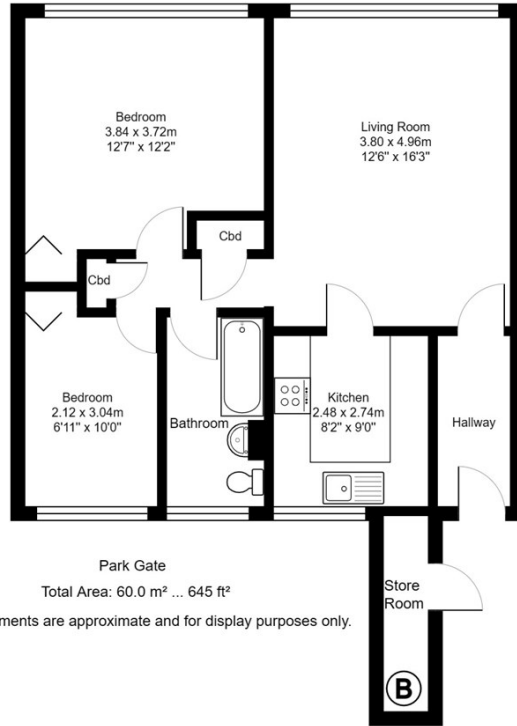 Bedroom
3.84 x 3.72m
12'7" x 12'2"
Living Room
3.80 x 4.96m
12'6" x 16'3"
Cbd
Cbd
Bedroom
2.12 x 3.04m
6'11" x 10'0"
Bathroom
Kitchen
2.48 x 2.74m
8'2" x 9'0"
Hallway
Park Gate
Total Area: 60.0 m² ... 645 ft²
are approximate and for display purposes only.
Store
Room
B